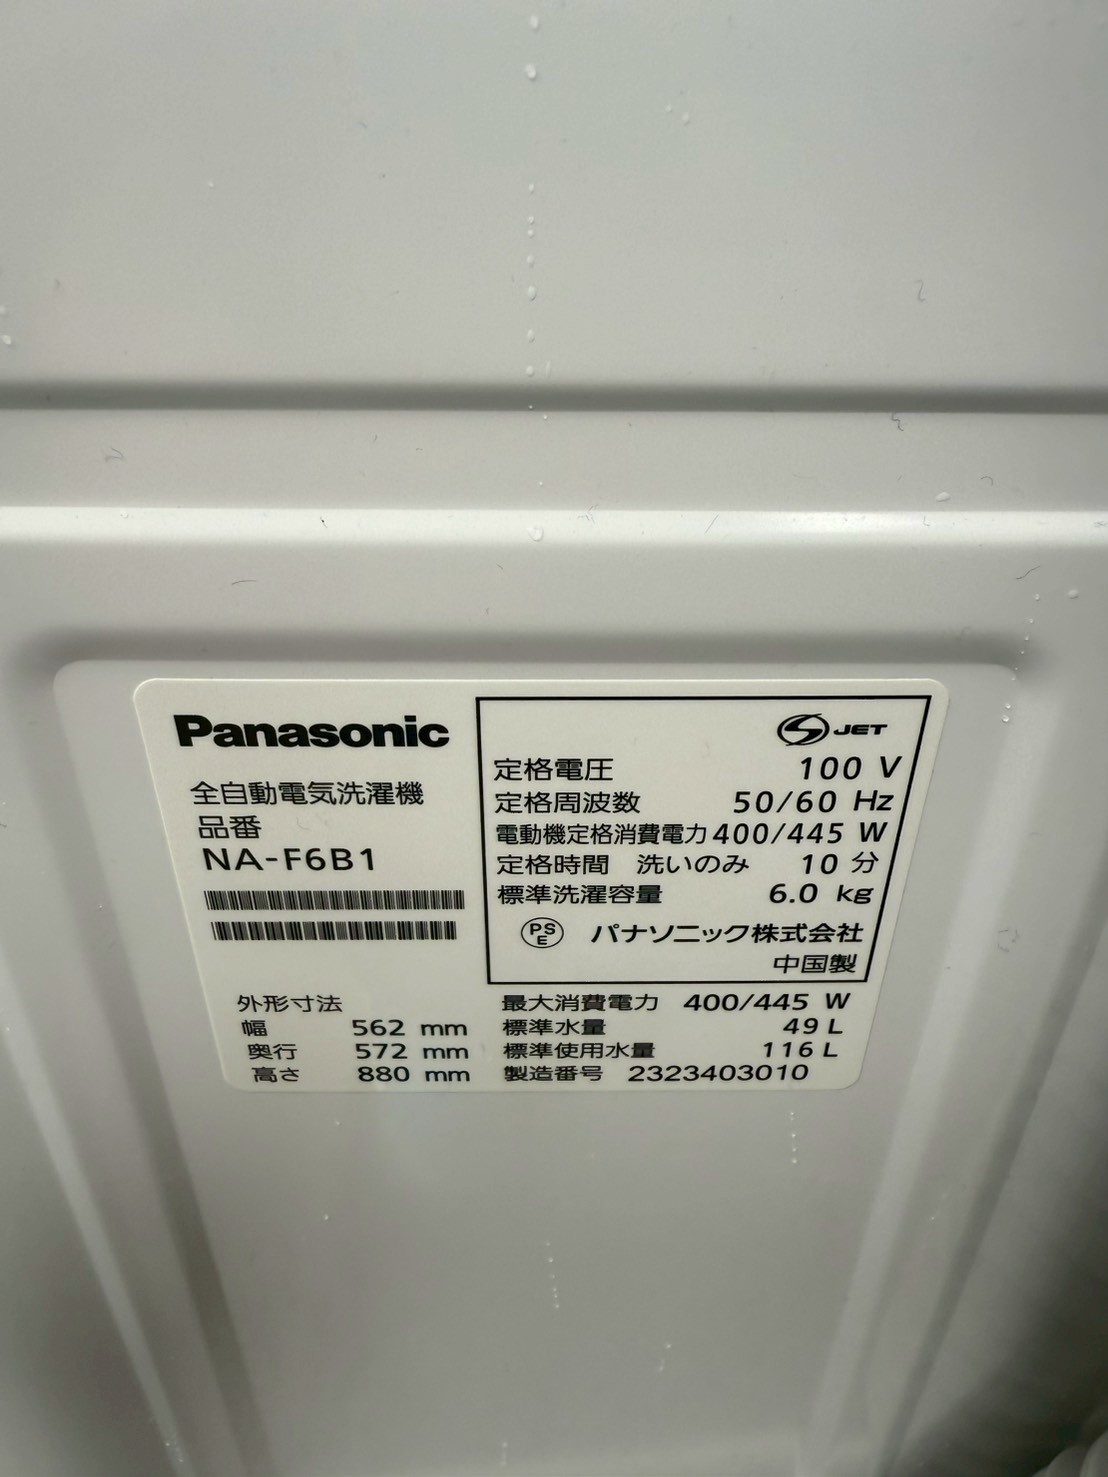 Panasonic
全自動電気洗濯機
品番
NA-F6B1
外形寸法
幅 562 mm
奥行 572 mm
高さ 880 mm
JET
定格電圧 100 V
定格周波数 50/60 Hz
電動機定格消費電力 400/445 W
定格時間 洗いのみ 10 分
標準洗濯容量 6.0 kg
PS
E
パナソニック株式会社
中国製
最大消費電力 400/445 W
標準水量 49 L
標準使用水量 116 L
製造番号 2323403010